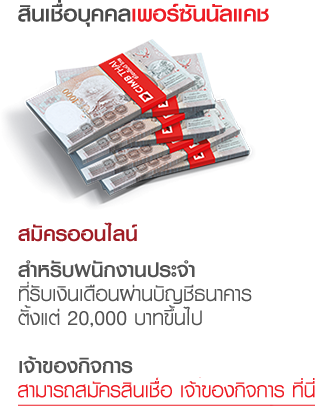 สินเชื่อบุคคลเพอร์ซันนัลแคช
CIMB THAI
1000
สมัครออนไลน์
สำหรับพนักงานประจำ
ที่รับเงินเดือนผ่านบัญชีธนาคาร
ตั้งแต่ 20,000 บาทขึ้นไป
เจ้าของกิจการ
สามารถสมัครสินเชื่อ เจ้าของกิจการ ที่นี่